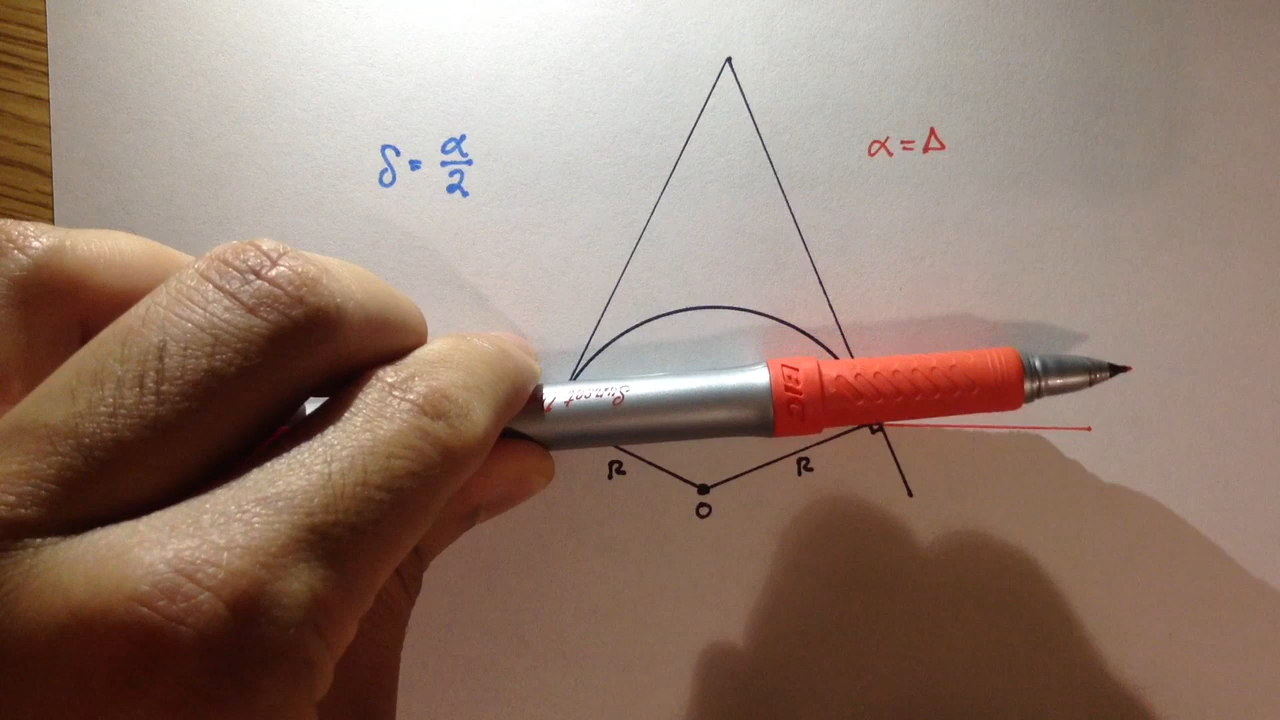 δ = α/2
α = Δ
BIC
R
R
O